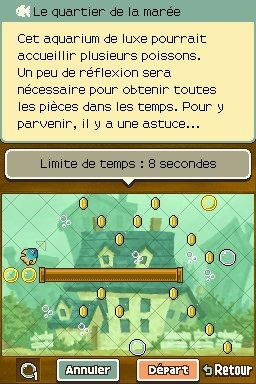 Le quartier de la marée
Cet aquarium de luxe pourrait
accueillir plusieurs poissons.
Un peu de réflexion sera
nécessaire pour obtenir toutes
les pièces dans les temps. Pour y
parvenir, il y a une astuce...
Limite de temps : 8 secondes
1
Annuler
Départ
Retour